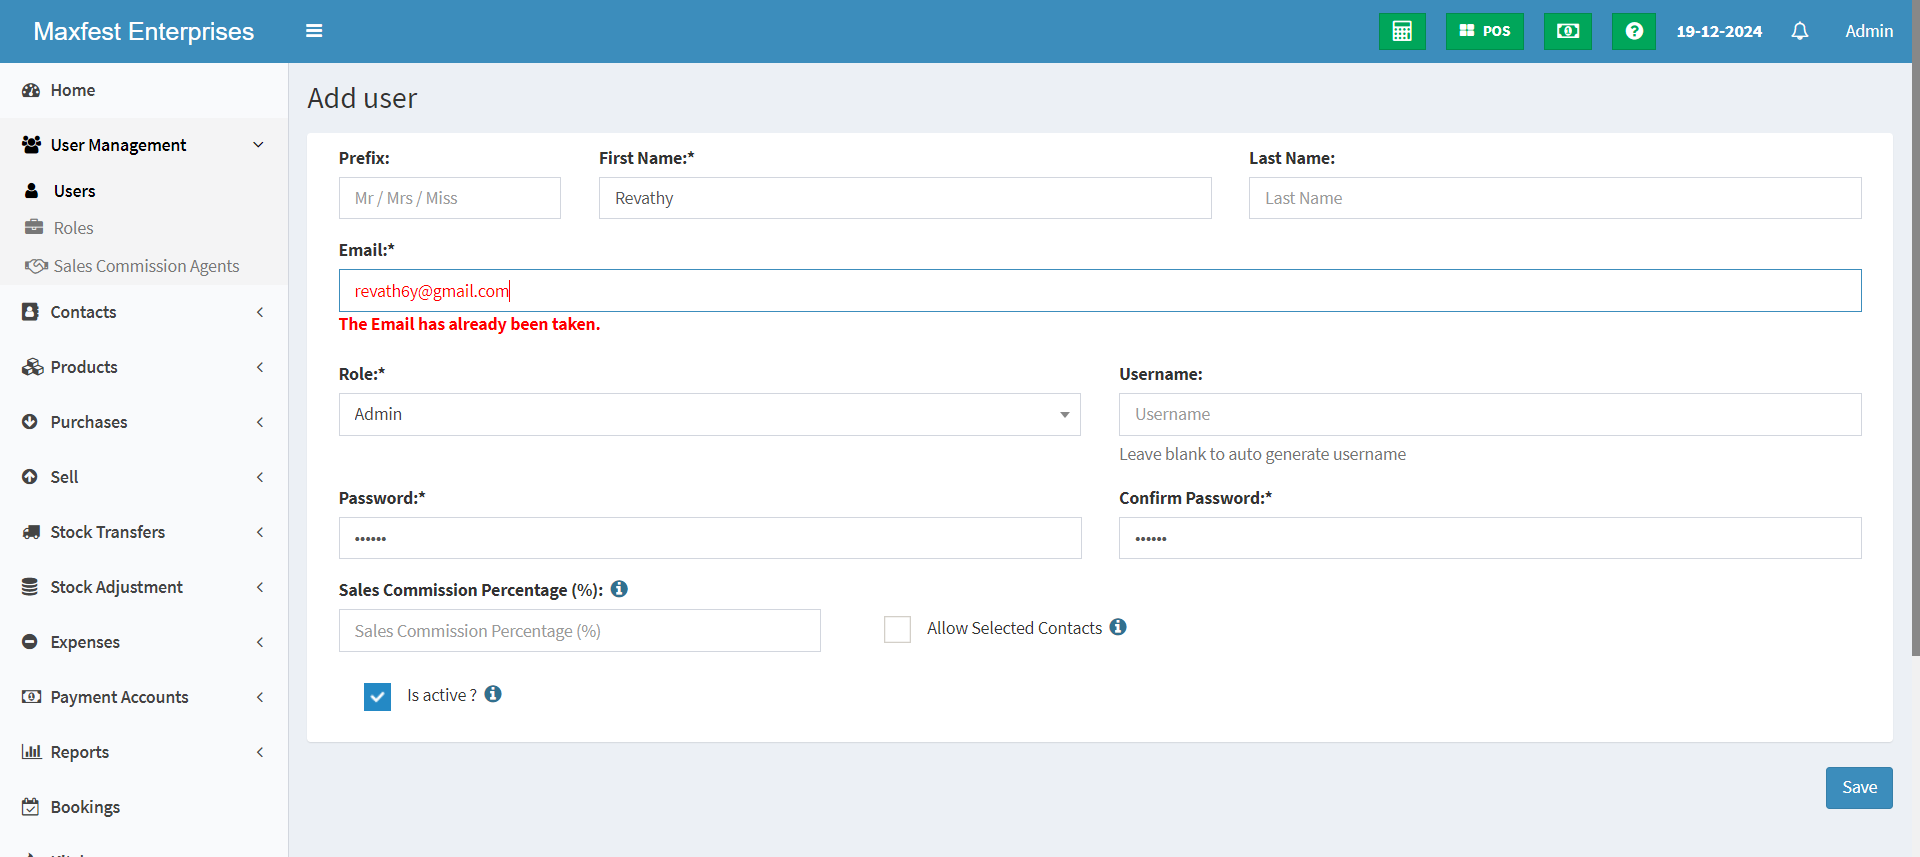 Maxfest Enterprises
POS
19-12-2024
Admin
Home
User Management
Users
Roles
Sales Commission Agents
Contacts
Products
Purchases
Sell
Stock Transfers
Stock Adjustment
Expenses
Payment Accounts
Reports
Bookings
Add user
Prefix:
First Name:*
Last Name:
Mr / Mrs / Miss
Revathy
Last Name
Email:*
revath6y@gmail.com
The Email has already been taken.
Role:*
Username:
Admin
Username
Leave blank to auto generate username
Password:*
Confirm Password:*
••••••
••••••
Sales Commission Percentage (%):
Sales Commission Percentage (%)
Allow Selected Contacts
Is active ?
Save